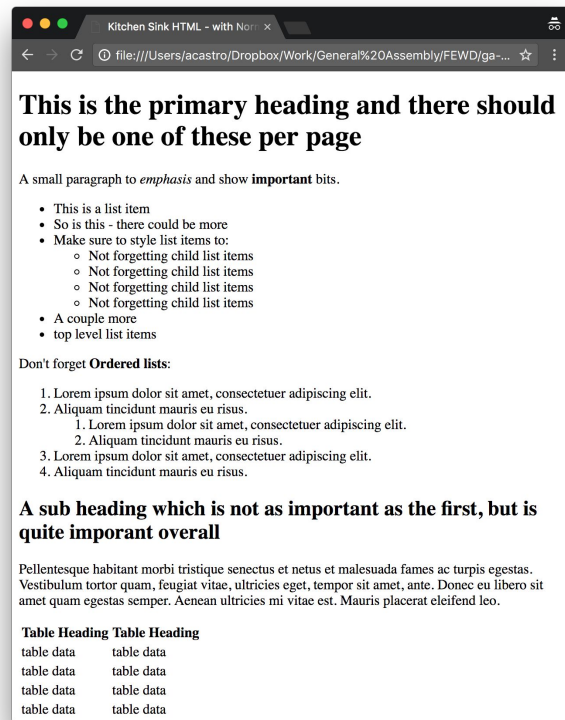 Kitchen Sink HTML - with Norm
file:///Users/acastro/Dropbox/Work/General%20Assembly/FEWD/ga-...
This is the primary heading and there should
only be one of these per page
A small paragraph to emphasis and show important bits.
This is a list item
So is this - there could be more
Make sure to style list items to:
Not forgetting child list items
Not forgetting child list items
Not forgetting child list items
Not forgetting child list items
A couple more
top level list items
Don't forget Ordered lists:
1. Lorem ipsum dolor sit amet, consectetuer adipiscing elit.
2. Aliquam tincidunt mauris eu risus.
1. Lorem ipsum dolor sit amet, consectetuer adipiscing elit.
2. Aliquam tincidunt mauris eu risus.
3. Lorem ipsum dolor sit amet, consectetuer adipiscing elit.
4. Aliquam tincidunt mauris eu risus.
A sub heading which is not as important as the first, but is
quite imporant overall
Pellentesque habitant morbi tristique senectus et netus et malesuada fames ac turpis egestas.
Vestibulum tortor quam, feugiat vitae, ultricies eget, tempor sit amet, ante. Donec eu libero sit
amet quam egestas semper. Aenean ultricies mi vitae est. Mauris placerat eleifend leo.
Table Heading Table Heading
table data table data
table data table data
table data table data
table data table data